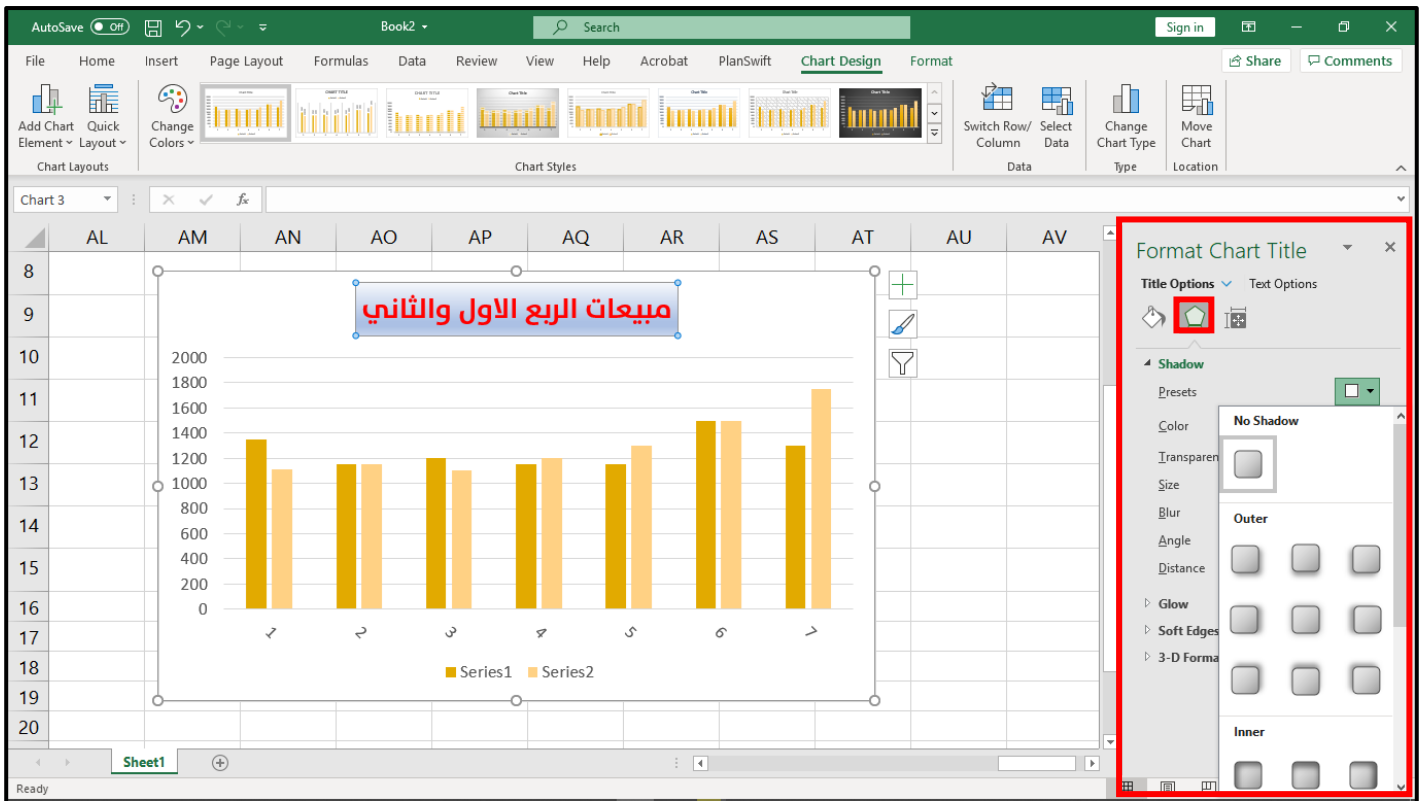 AutoSave Off Book2 Search Sign in
File Home Insert Page Layout Formulas Data Review View Help Acrobat PlanSwift Chart Design Format Share Comments
Add Chart Element
Quick Layout
Change Colors
Switch Row/ Column
Select Data
Change Chart Type
Move Chart
Chart Layouts Chart Styles Data Type Location
Chart 3 fx
AL AM AN AO AP AQ AR AS AT AU AV
8
9
10
11
12
13
14
15
16
17
18
19
20
مبيعات الربع الاول والثاني
2000
1800
1600
1400
1200
1000
800
600
400
200
0
1 2 3 4 5 6 7
Series1 Series2
Format Chart Title
Title Options Text Options
Shadow
Presets
Color
Transparen
Size
Blur
Angle
Distance
Glow
Soft Edges
3-D Forma
No Shadow
Outer
Inner
Sheet1
Ready